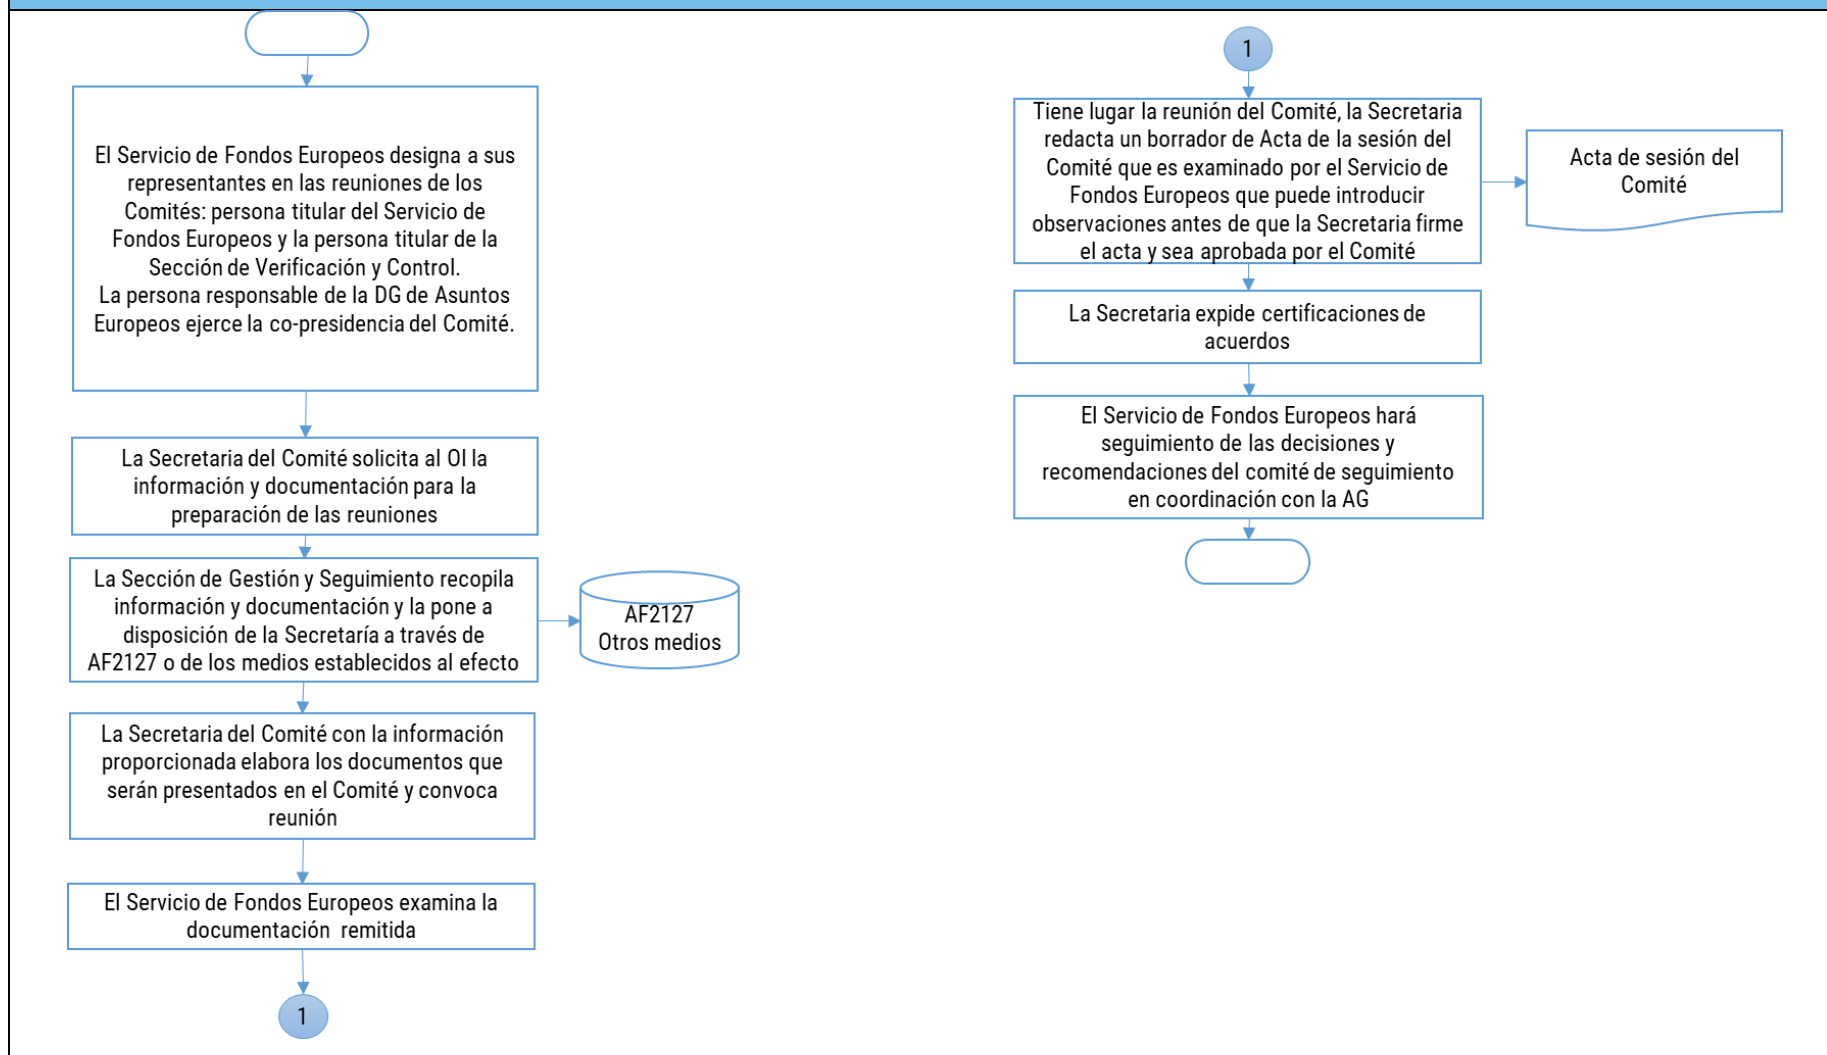 El Servicio de Fondos Europeos designa a sus
representantes en las reuniones de los
Comités: persona titular del Servicio de
Fondos Europeos y la persona titular de la
Sección de Verificación y Control.
La persona responsable de la DG de Asuntos
Europeos ejerce la co-presidencia del Comité.
La Secretaria del Comité solicita al OI la
información y documentación para la
preparación de las reuniones
La Sección de Gestión y Seguimiento recopila
información y documentación y la pone a
disposición de la Secretaría a través de
AF2127 o de los medios establecidos al efecto
AF2127
Otros medios
La Secretaria del Comité con la información
proporcionada elabora los documentos que
serán presentados en el Comité y convoca
reunión
El Servicio de Fondos Europeos examina la
documentación remitida
1
1
Tiene lugar la reunión del Comité, la Secretaria
redacta un borrador de Acta de la sesión del
Comité que es examinado por el Servicio de
Fondos Europeos que puede introducir
observaciones antes de que la Secretaria firme
el acta y sea aprobada por el Comité
Acta de sesión del
Comité
La Secretaria expide certificaciones de
acuerdos
El Servicio de Fondos Europeos hará
seguimiento de las decisiones y
recomendaciones del comité de seguimiento
en coordinación con la AG